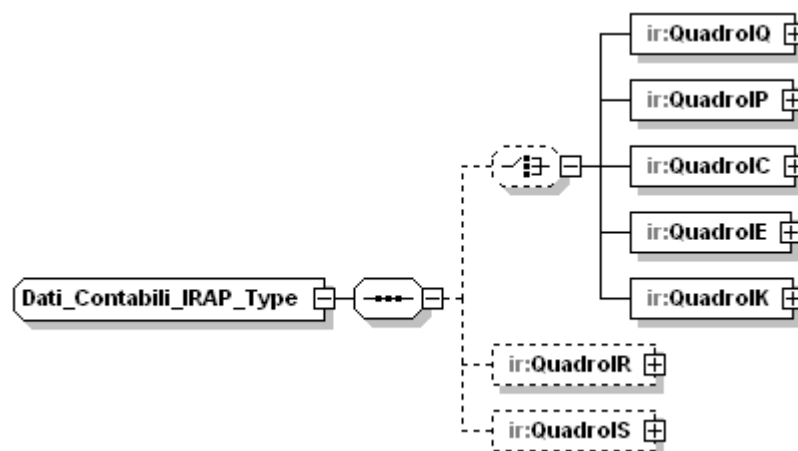 ir:QuadroIQ
ir:QuadroIP
ir:QuadroIC
ir:QuadroIE
Dati_Contabili_IRAP_Type
ir:QuadroIK
ir:QuadroIR
ir:QuadroIS